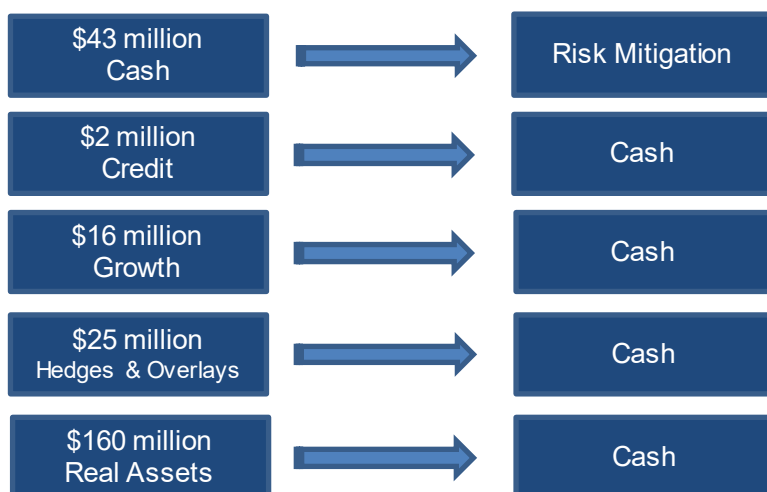 $43 million
Cash
Risk Mitigation
$2 million
Credit
Cash
$16 million
Growth
Cash
$25 million
Hedges & Overlays
Cash
$160 million
Real Assets
Cash